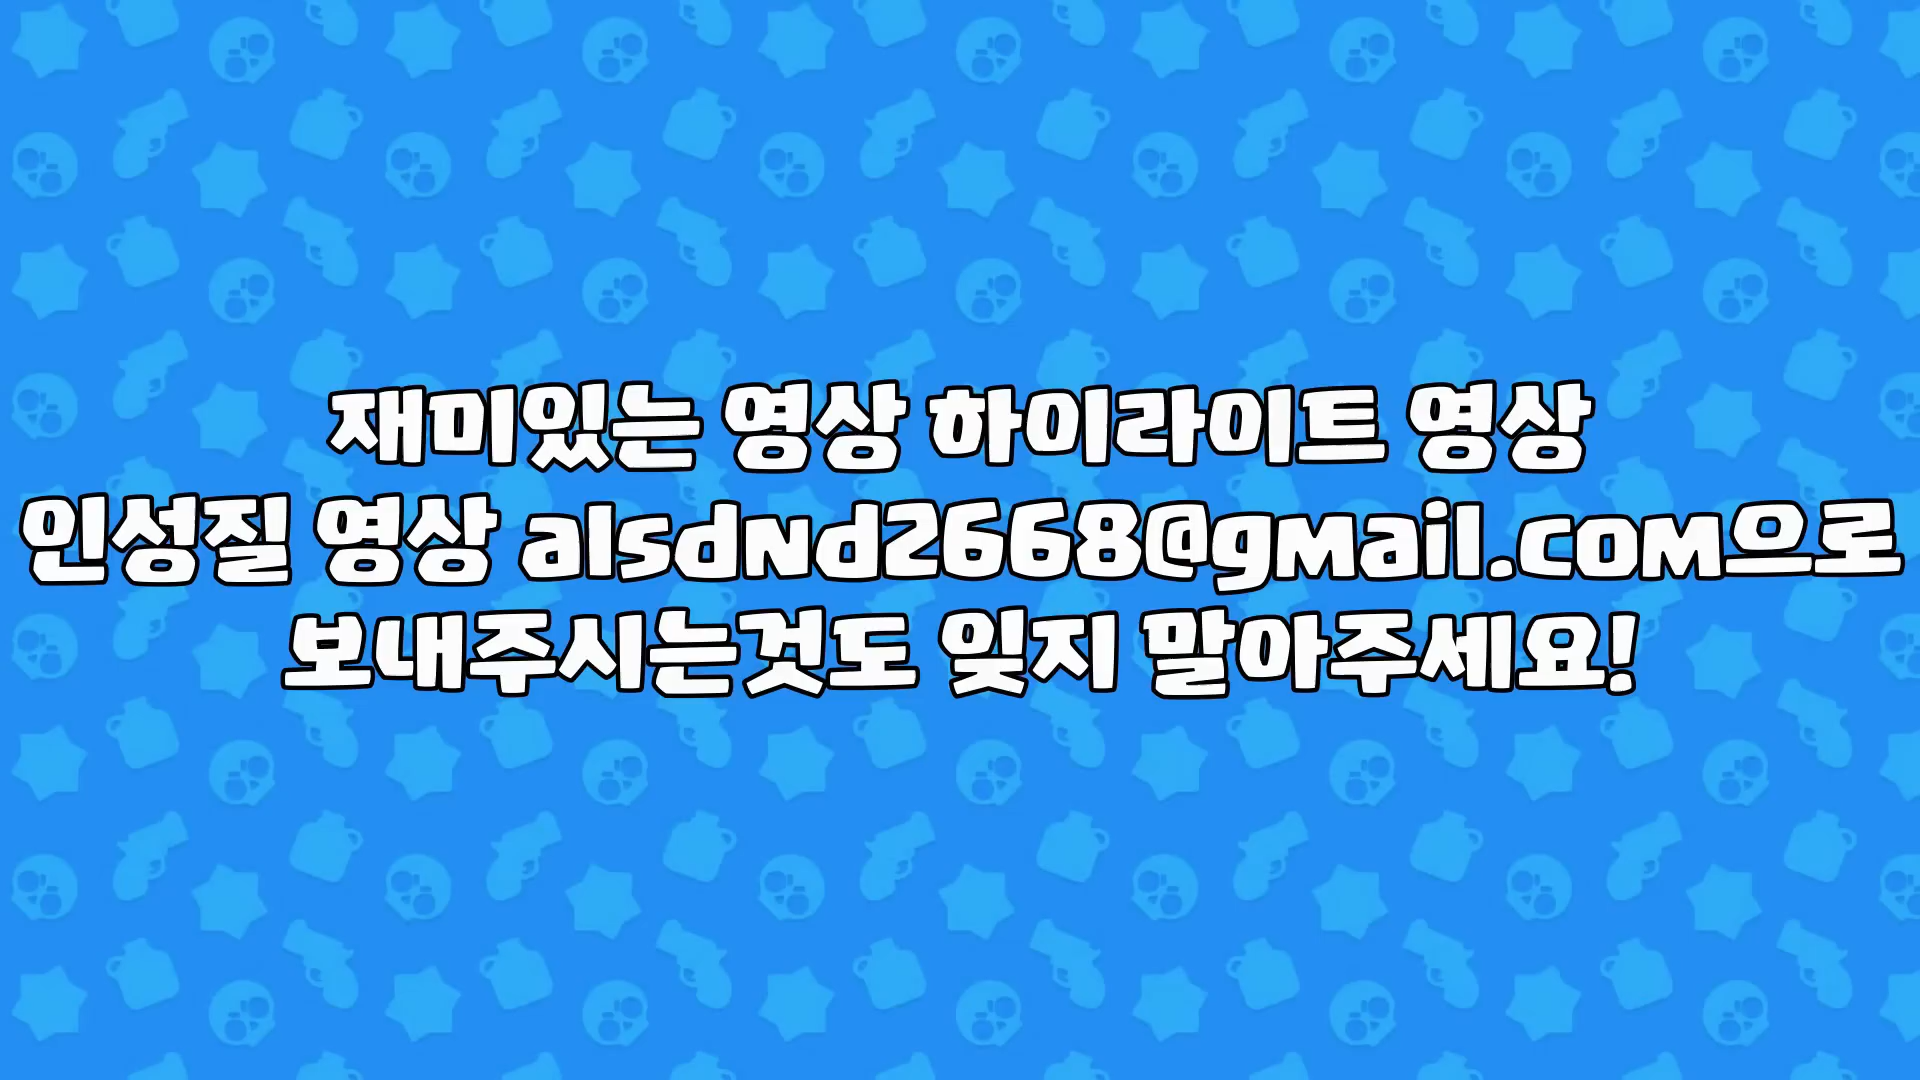 재미있는 영상 하이라이트 영상
인성질 영상 alsdnd2668@gmail.com으로
보내주시는것도 잊지 말아주세요!